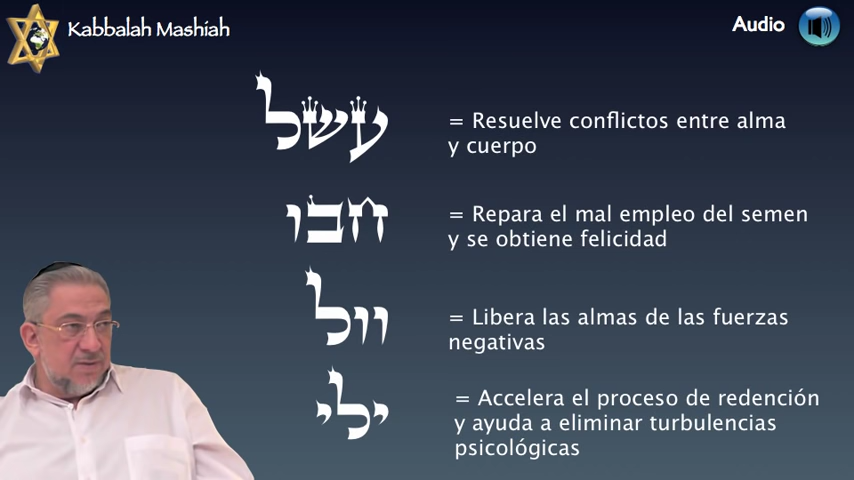 Kabbalah Mashiah
Audio
עשל
= Resuelve conflictos entre alma
y cuerpo
חבו
= Repara el mal empleo del semen
y se obtiene felicidad
וול
= Libera las almas de las fuerzas
negativas
ילי
= Accelera el proceso de redención
y ayuda a eliminar turbulencias
psicológicas